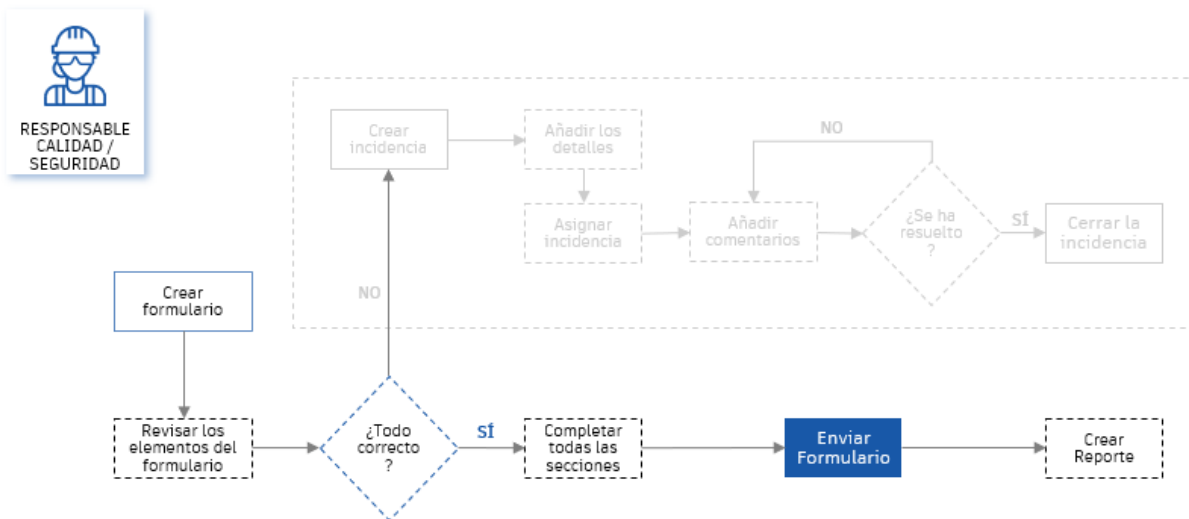 RESPONSABLE
CALIDAD /
SEGURIDAD
Crear
incidencia
Añadir los
detalles
NO
Asignar
incidencia
Añadir
comentarios
¿Se ha
resuelto
?
SÍ
Cerrar la
incidencia
NO
Crear
formulario
Revisar los
elementos del
formulario
¿Todo
correcto
?
SÍ
Completar
todas las
secciones
Enviar
Formulario
Crear
Reporte